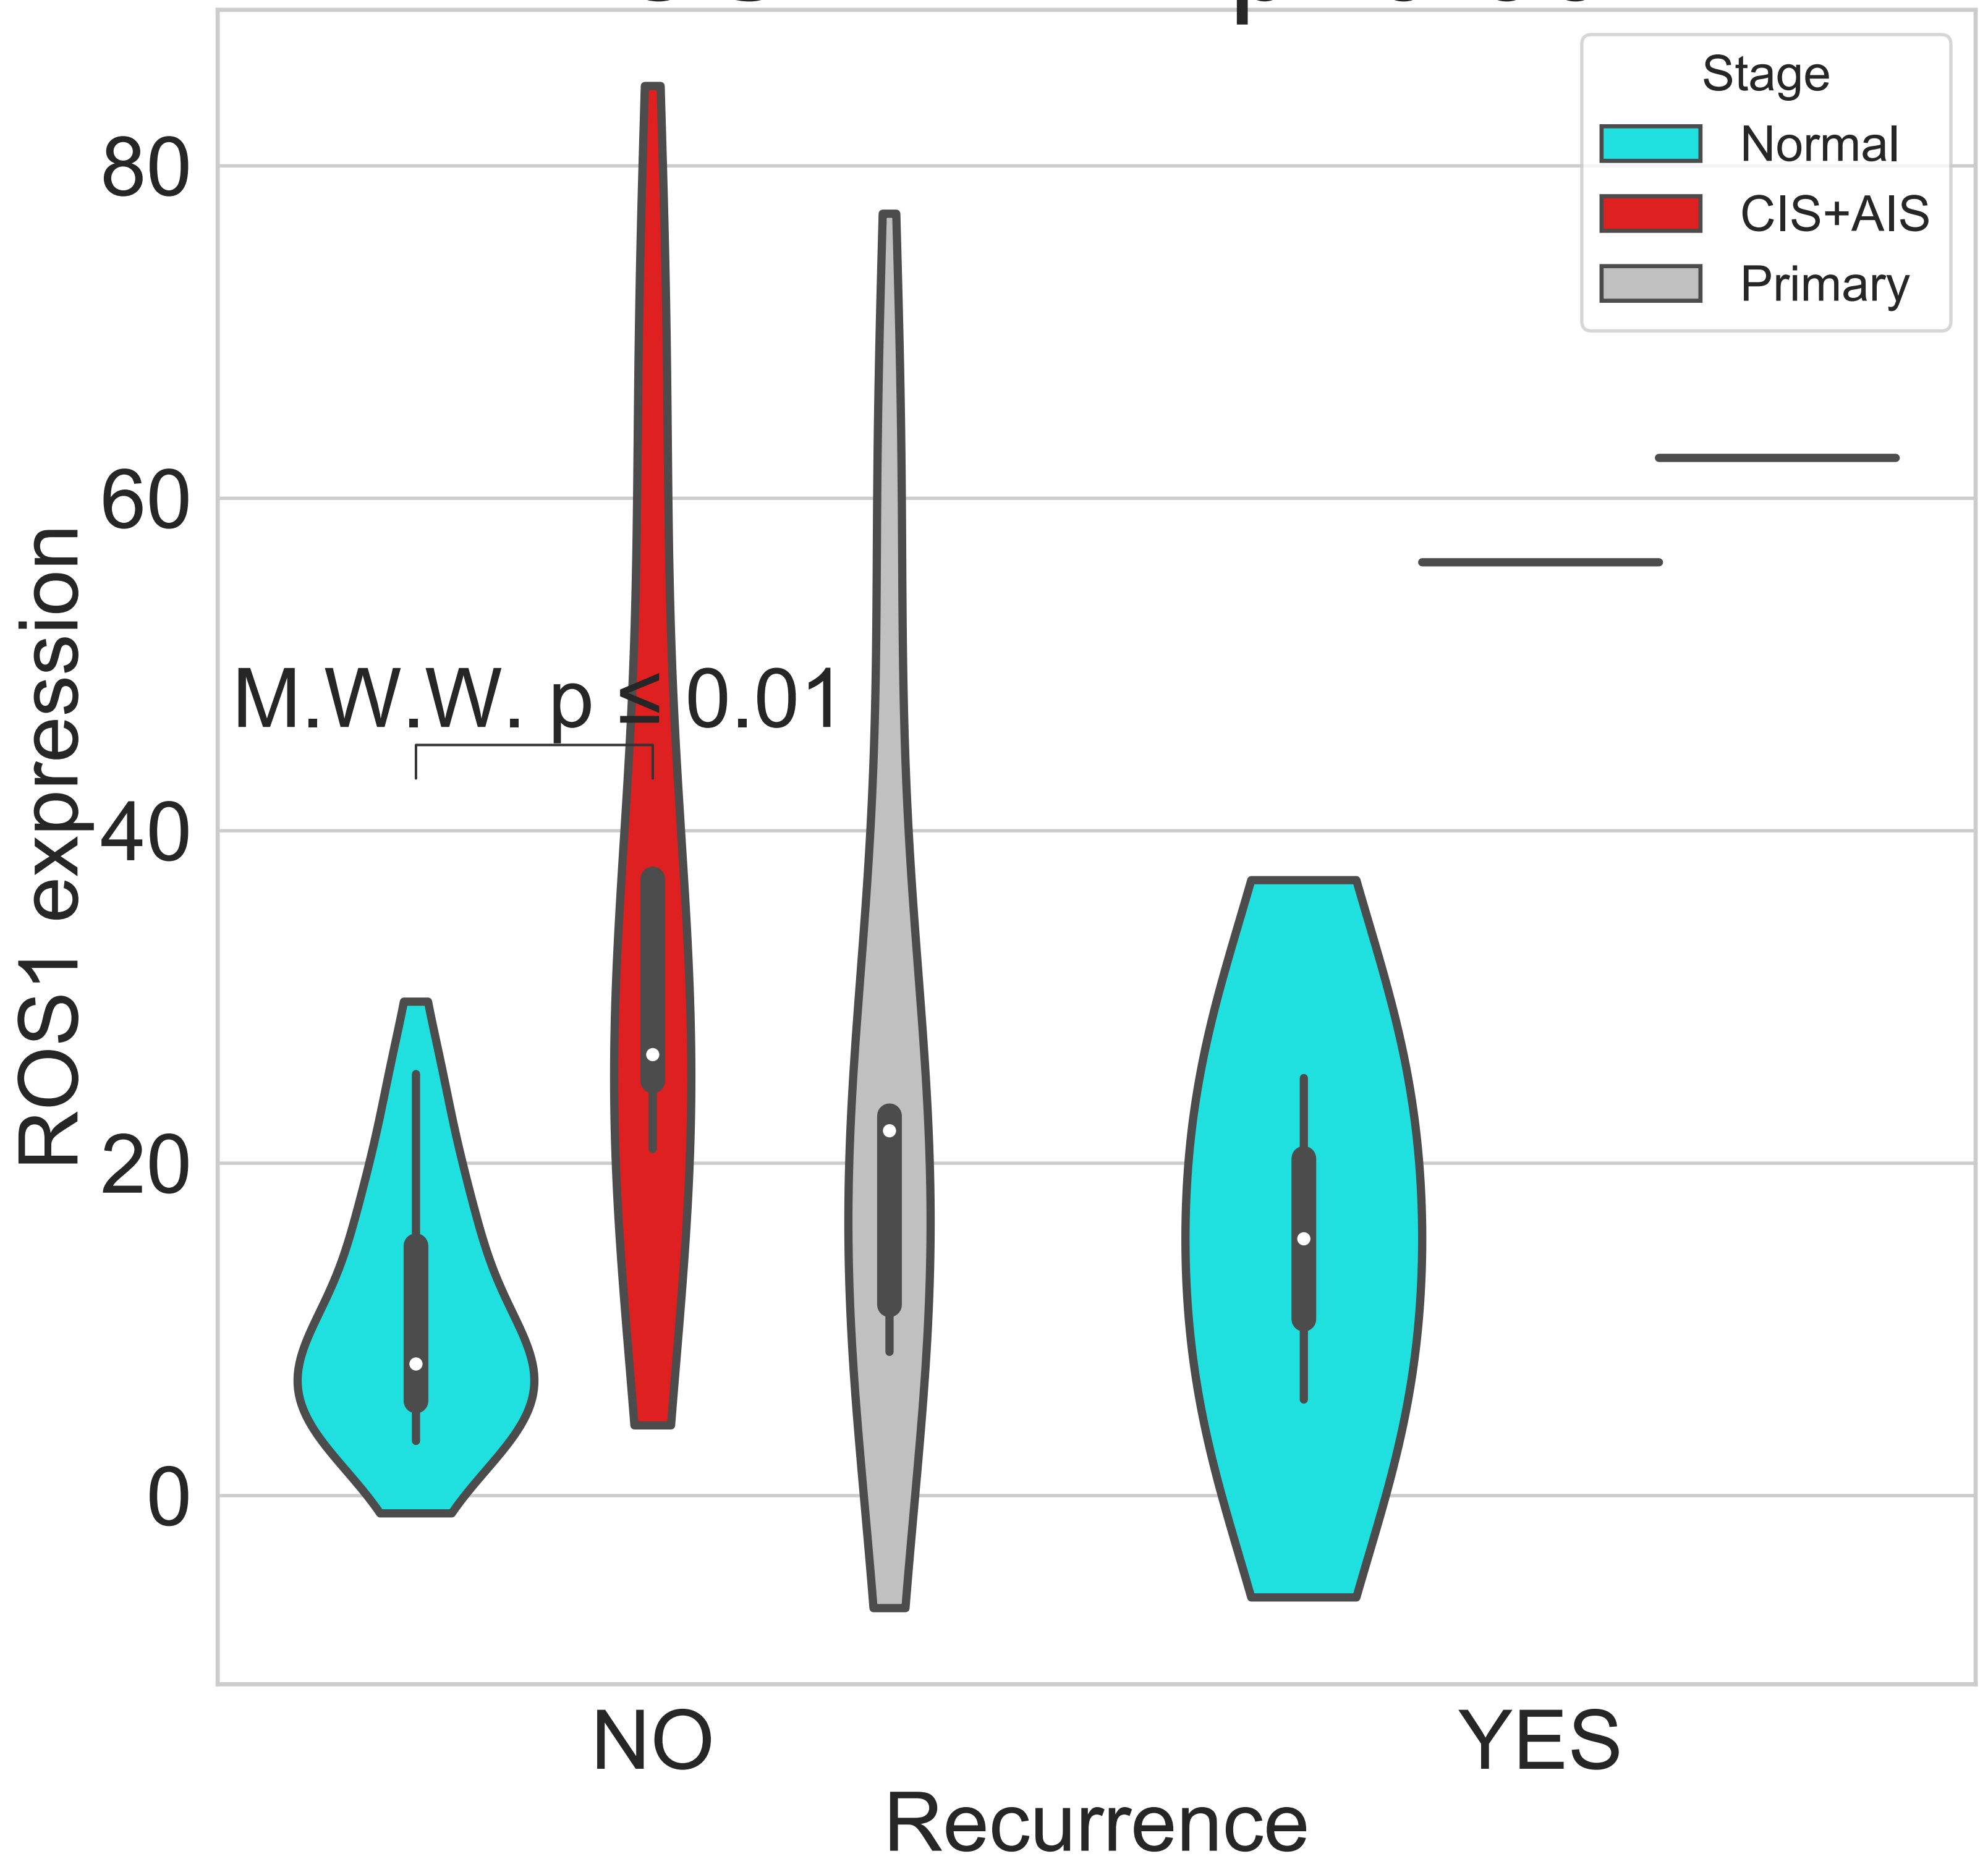 Stage
Normal
CIS+AIS
Primary
80
60
40
20
0
ROS1 expression
M.W.W. p ≤ 0.01
NO
YES
Recurrence